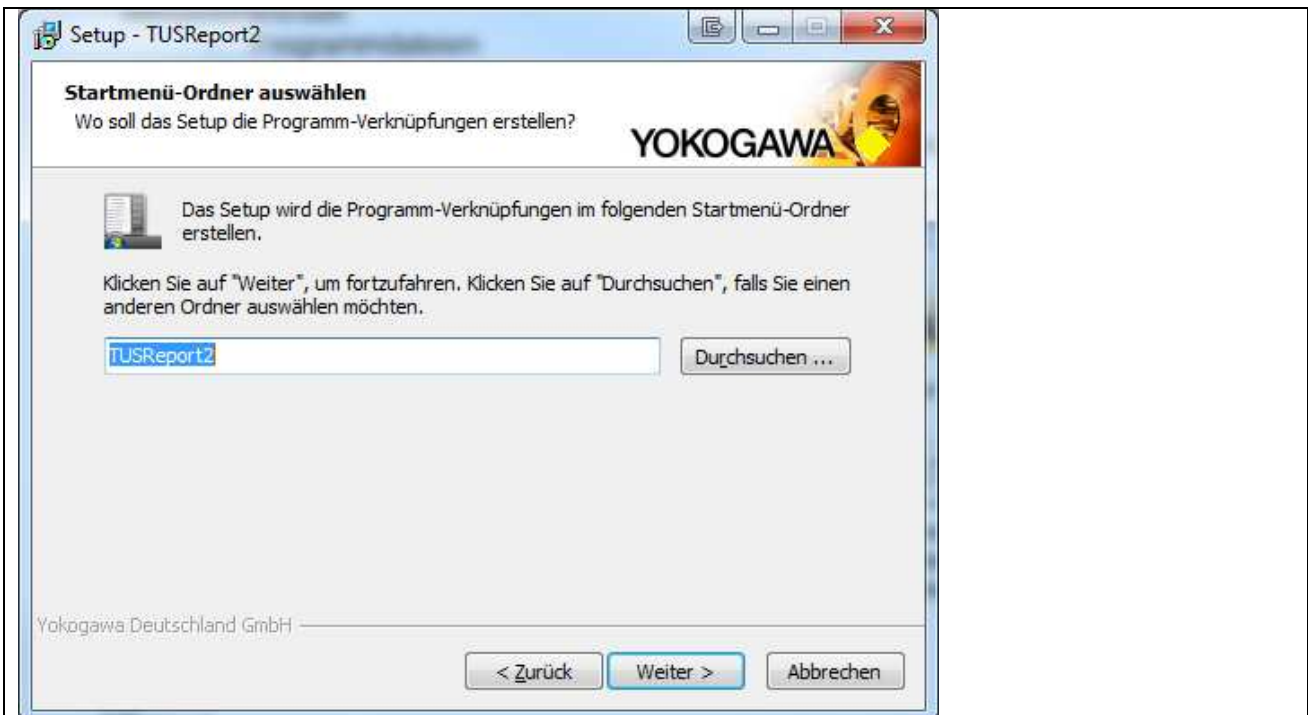 Setup - TUSReport2
Startmenü-Ordner auswählen
Wo soll das Setup die Programm-Verknüpfungen erstellen?
YOKOGAWA
Das Setup wird die Programm-Verknüpfungen im folgenden Startmenü-Ordner
erstellen.
Klicken Sie auf "Weiter", um fortzufahren. Klicken Sie auf "Durchsuchen", falls Sie einen
anderen Ordner auswählen möchten.
TUSReport2
Durchsuchen ...
Yokogawa Deutschland GmbH
< Zurück
Weiter >
Abbrechen